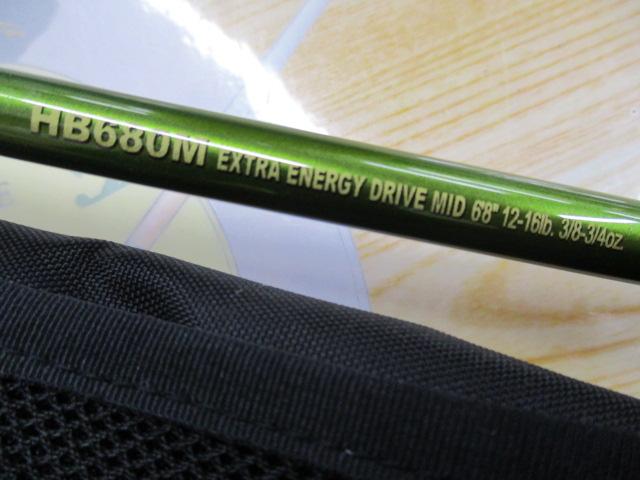 HB680M EXTRA ENERGY DRIVE MID 6'8" 12-16lb. 3/8-3/4oz.